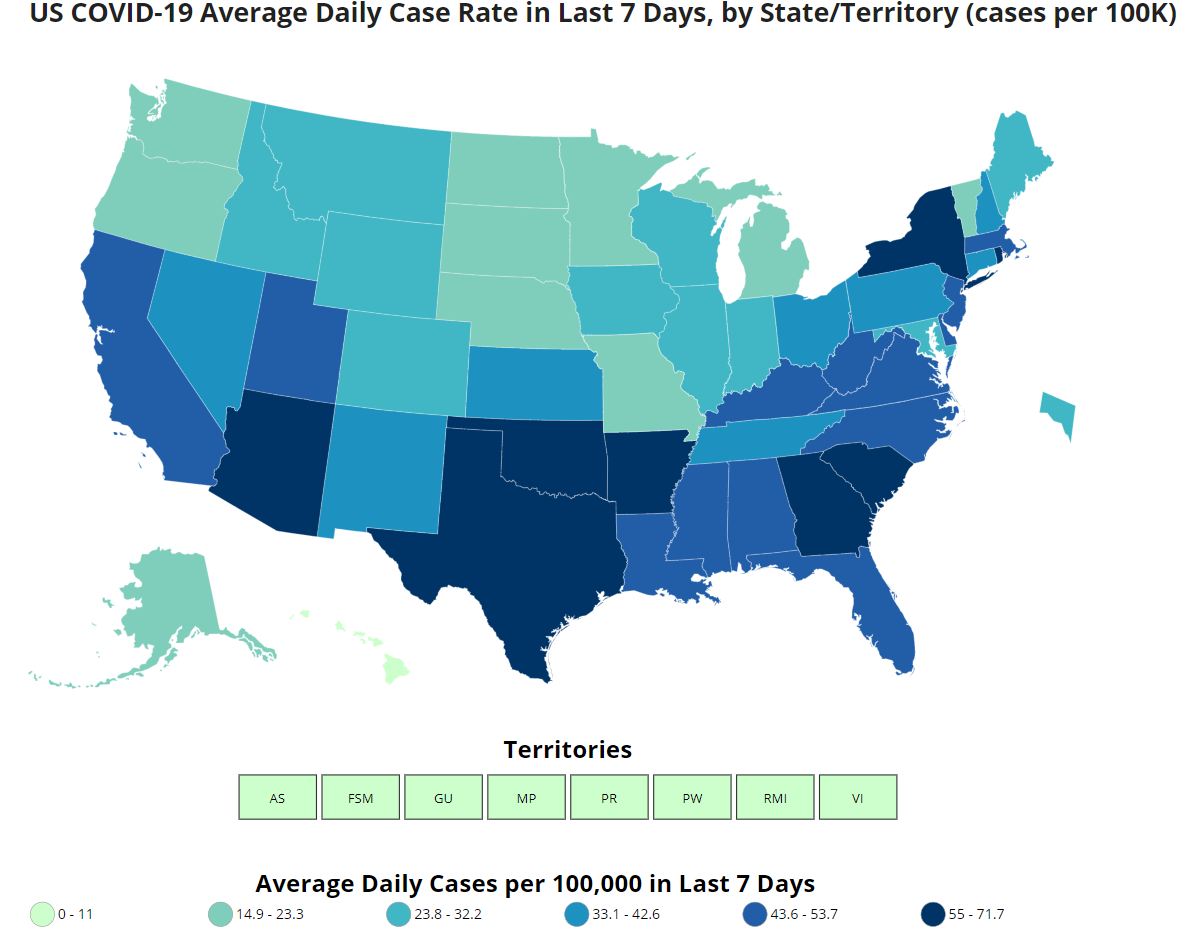 US COVID-19 Average Daily Case Rate in Last 7 Days, by State/Territory (cases per 100K)
Territories
AS FSM GU MP PR PW RMI VI
Average Daily Cases per 100,000 in Last 7 Days
0 - 11 14.9 - 23.3 23.8 - 32.2 33.1 - 42.6 43.6 - 53.7 55 - 71.7